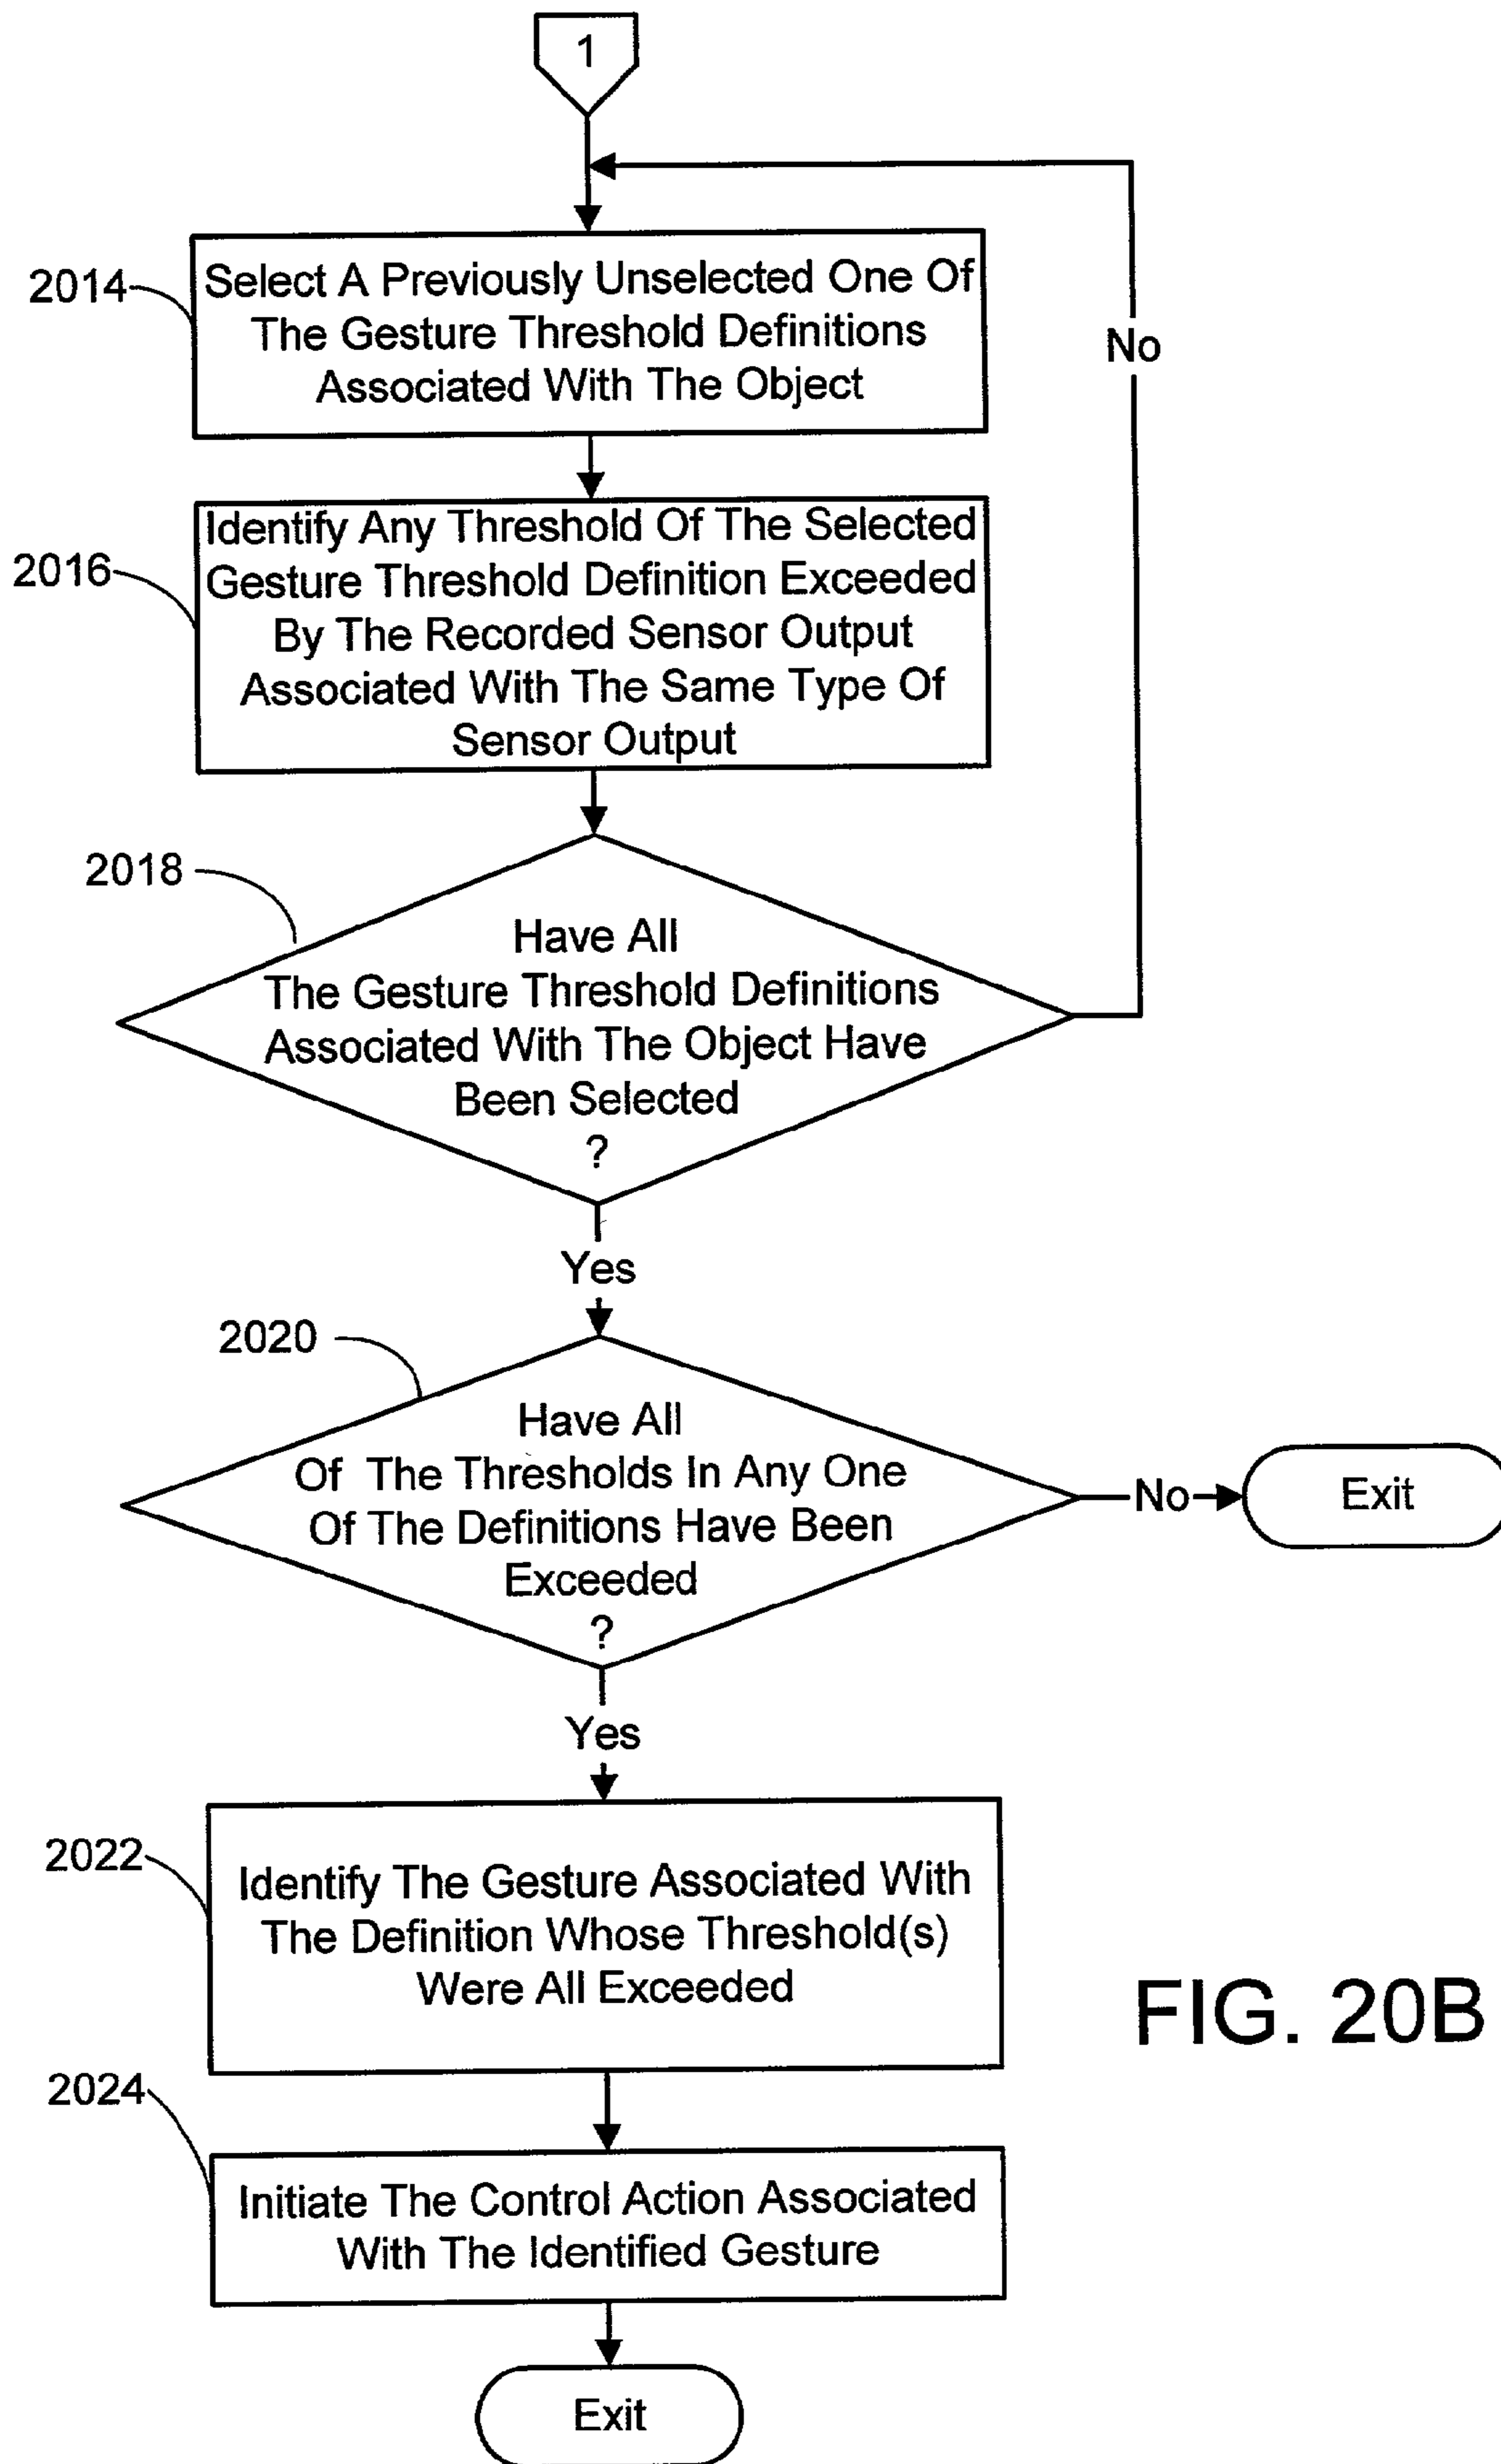 1
2014
Select A Previously Unselected One Of
The Gesture Threshold Definitions
Associated With The Object
No
2016
Identify Any Threshold Of The Selected
Gesture Threshold Definition Exceeded
By The Recorded Sensor Output
Associated With The Same Type Of
Sensor Output
2018
Have All
The Gesture Threshold Definitions
Associated With The Object Have
Been Selected
?
Yes
2020
Have All
Of The Thresholds In Any One
Of The Definitions Have Been
Exceeded
?
No
Exit
Yes
2022
Identify The Gesture Associated With
The Definition Whose Threshold(s)
Were All Exceeded
FIG. 20B
2024
Initiate The Control Action Associated
With The Identified Gesture
Exit